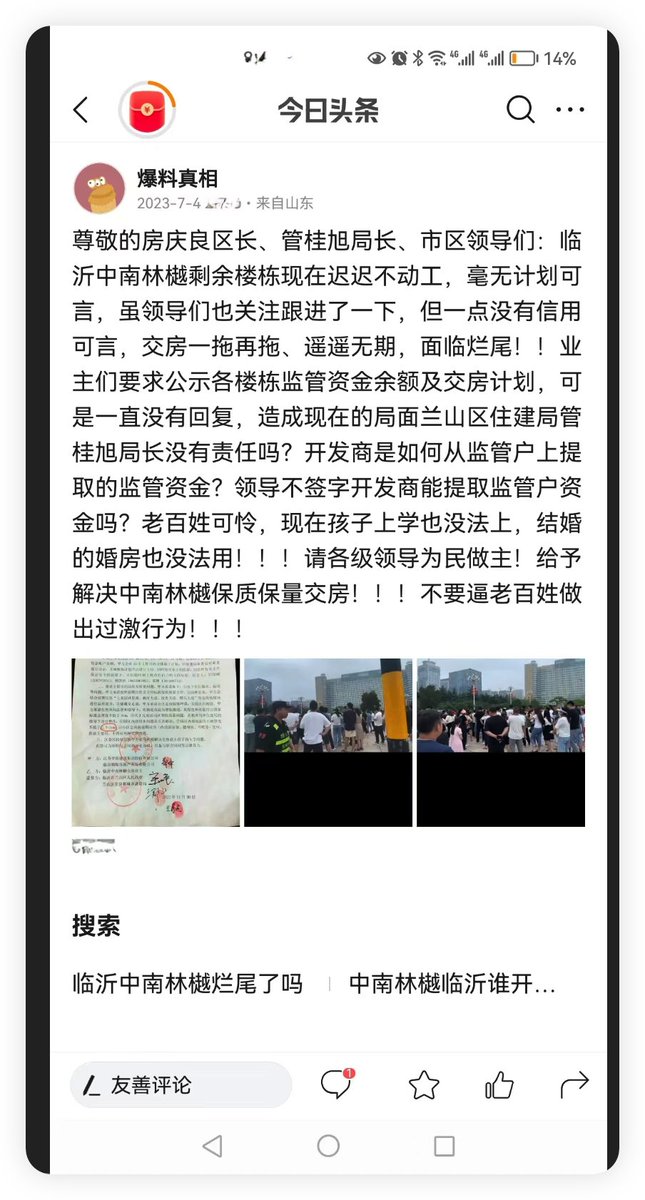 14%
今日头条
爆料真相
2023-7-4
·来自山东
尊敬的房庆良区长、管桂旭局长、市区领导们：临
沂中南林樾剩余楼栋现在迟迟不动工，毫无计划可
言，虽领导们也关注跟进了一下，但一点没有信用
可言，交房一拖再拖、遥遥无期，面临烂尾！！业
主们要求公示各楼栋监管资金余额及交房计划，可
是一直没有回复，造成现在的局面兰山区住建局管
桂旭局长没有责任吗？开发商是如何从监管户上提
取的监管资金？领导不签字开发商能提取监管户资
金吗？老百姓可怜，现在孩子上学也没法上，结婚
的婚房也没法用！！！请各级领导为民做主！给予
解决中南林樾保质保量交房！！！不要逼老百姓做
出过激行为！！！
搜索
临沂中南林樾烂尾了吗
中南林樾临沂谁开...
友善评论
1